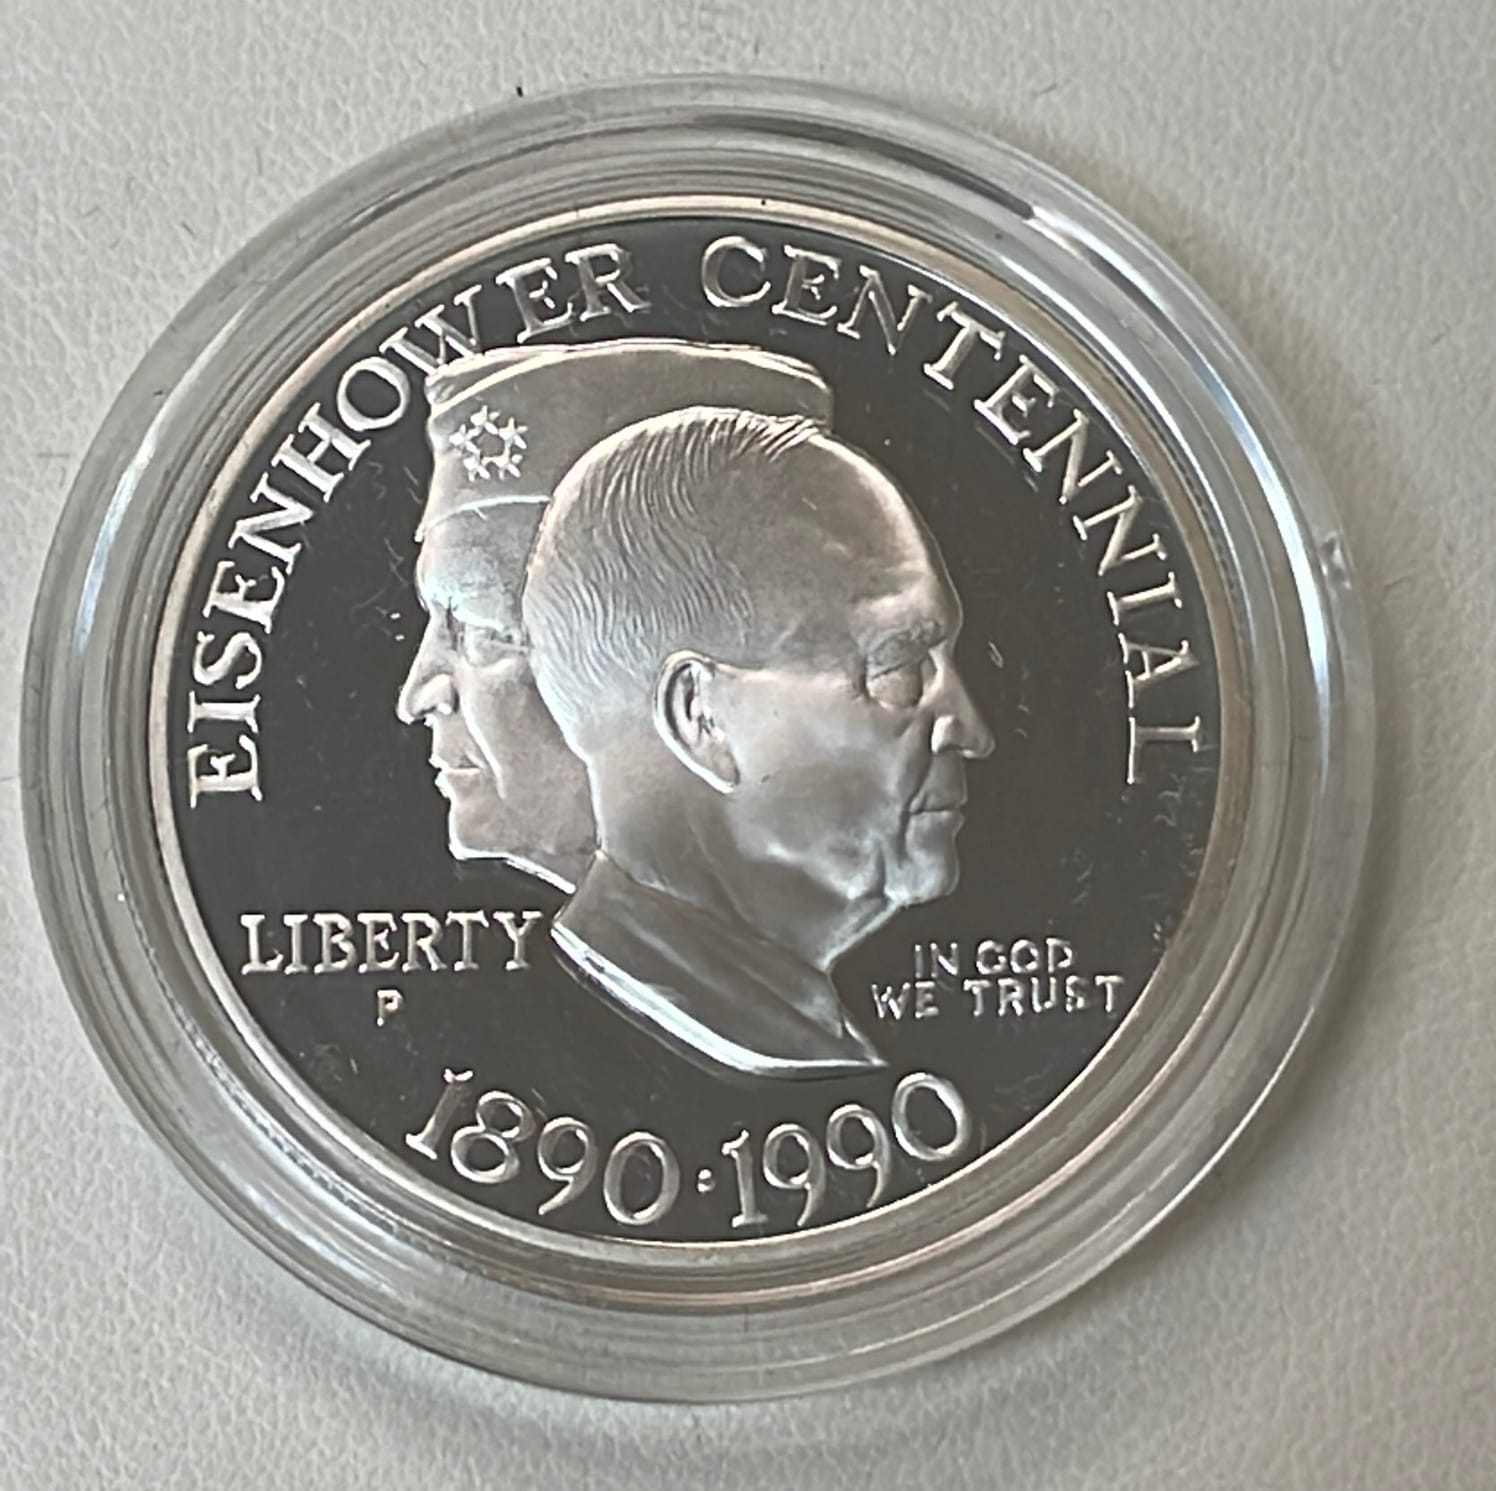 EISENHOWER CENTENNIAL
LIBERTY
P
IN GOD
WE TRUST
1890·1990